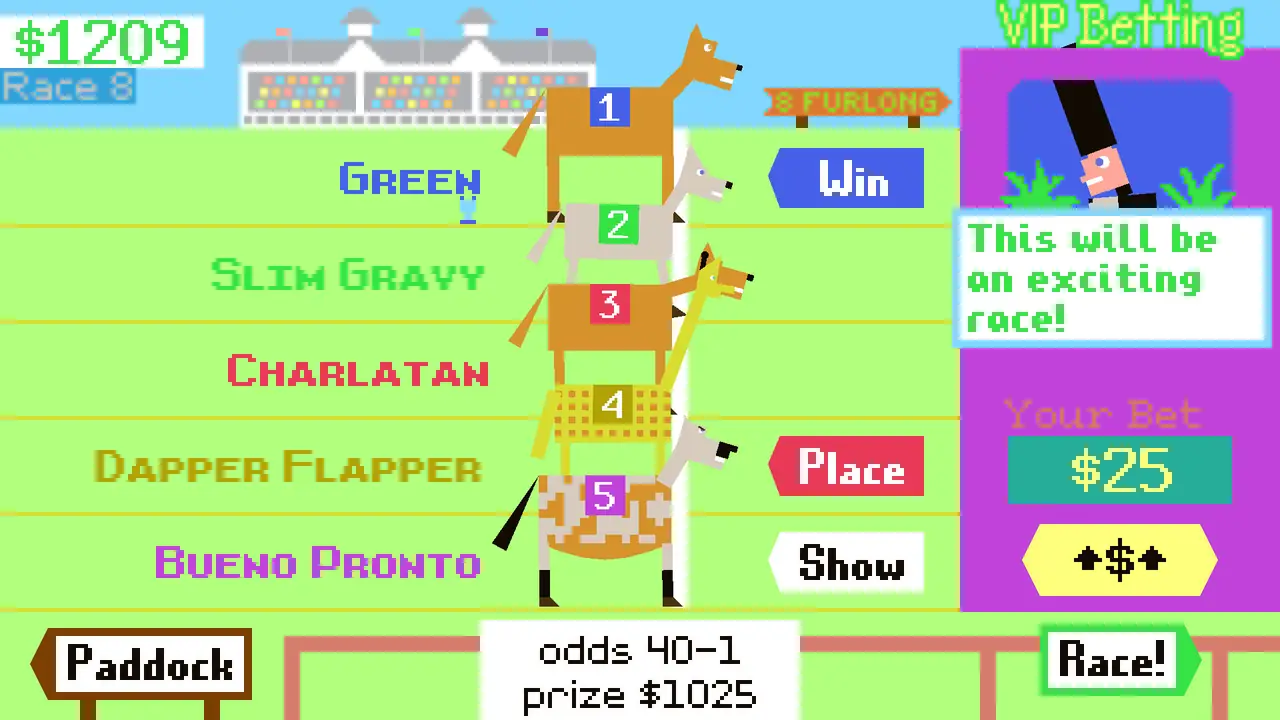 $1209
Race 8
VIP Betting
8 FURLONG
1
GREEN
Win
2
SLIM GRAVY
This will be
an exciting
race!
3
CHARLATAN
4
Your Bet
DAPPER FLAPPER
Place
$25
5
BUENO PRONTO
Show
$
Paddock
odds 40-1
prize $1025
Race!